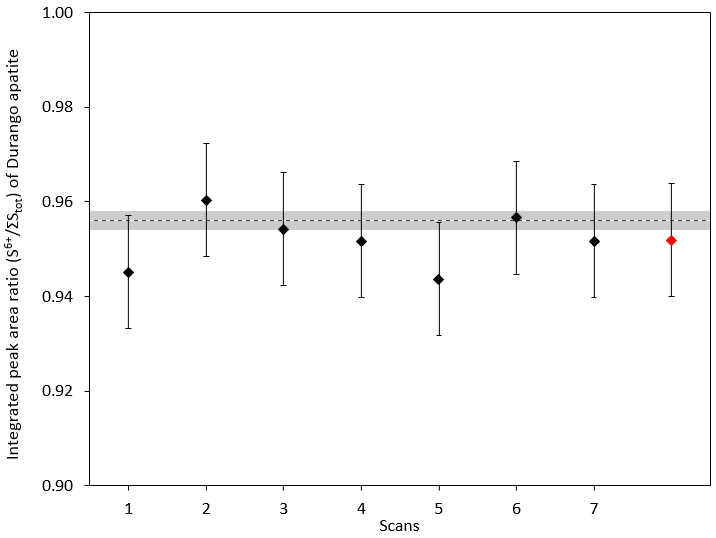 Integrated peak area ratio (S⁶⁺/ΣSₜₒₜ) of Durango apatite
1.00
0.98
0.96
0.94
0.92
0.90
1 2 3 4 5 6 7
Scans